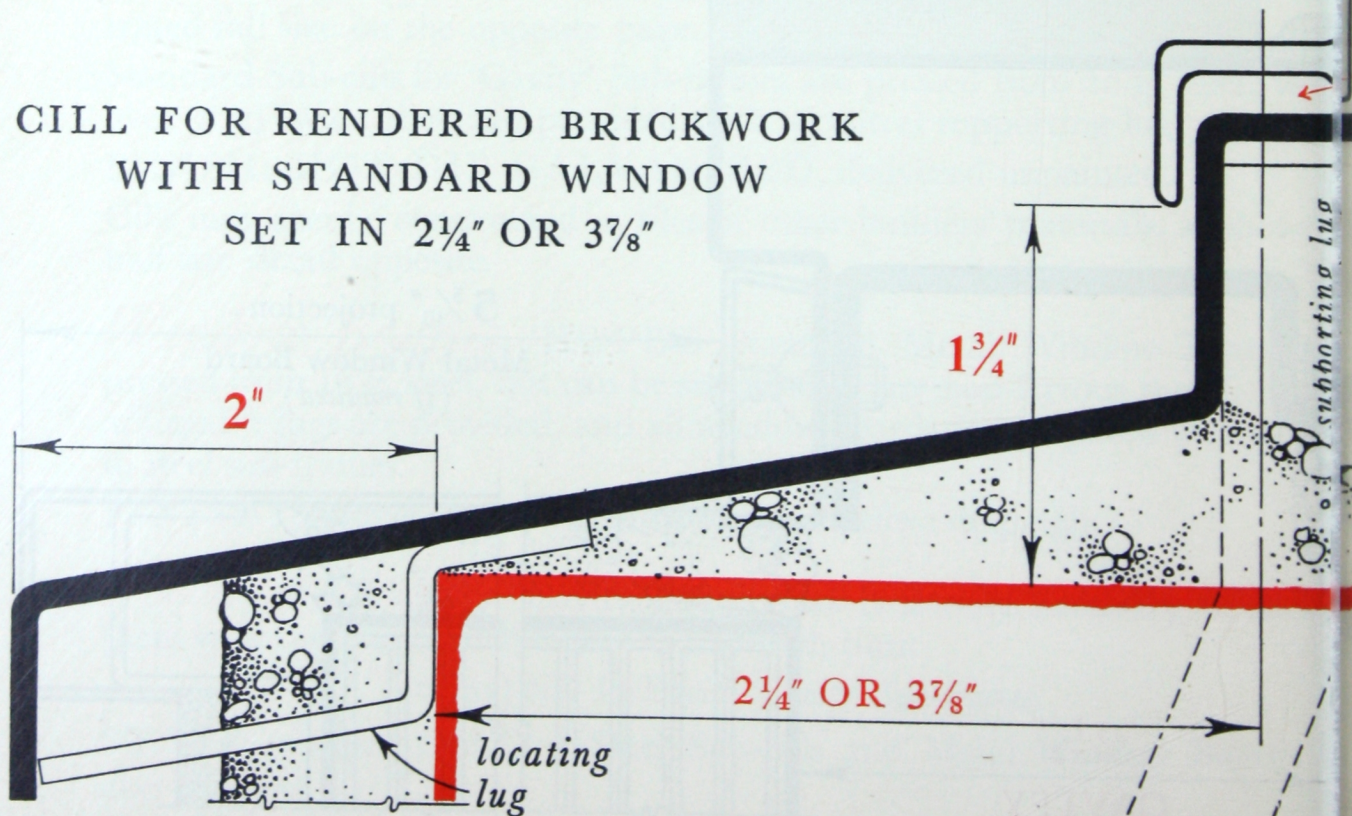 CILL FOR RENDERED BRICKWORK
WITH STANDARD WINDOW
SET IN 2¼″ OR 3⅞″
1¾″
2″
supporting lug
2¼″ OR 3⅞″
locating
lug